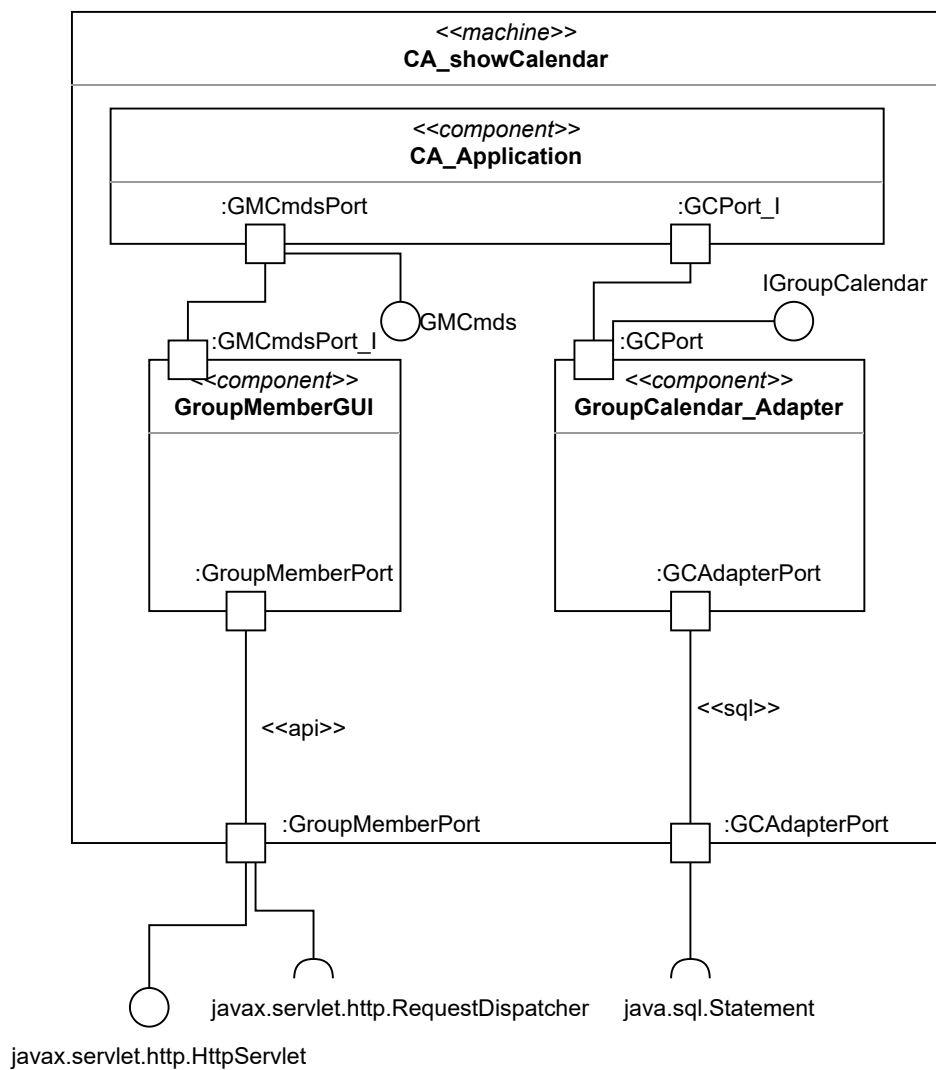 <<machine>>
CA_showCalendar
<<component>>
CA_Application
:GMCmdsPort
:GCPort_I
IGroupCalendar
GMCmds
:GMCmdsPort_I
:GCPort
<<component>>
GroupMemberGUI
<<component>>
GroupCalendar_Adapter
:GroupMemberPort
:GCAdapterPort
<<api>>
<<sql>>
:GroupMemberPort
:GCAdapterPort
javax.servlet.http.RequestDispatcher
java.sql.Statement
javax.servlet.http.HttpServlet